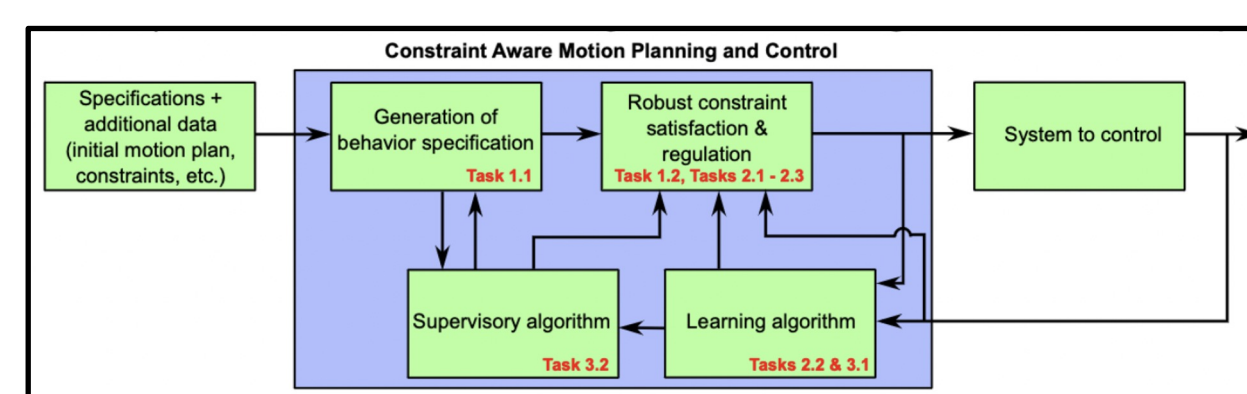 Constraint Aware Motion Planning and Control
Specifications +
additional data
(initial motion plan,
constraints, etc.)
Generation of
behavior specification
Task 1.1
Robust constraint
satisfaction &
regulation
Task 1.2, Tasks 2.1 - 2.3
System to control
Supervisory algorithm
Task 3.2
Learning algorithm
Tasks 2.2 & 3.1